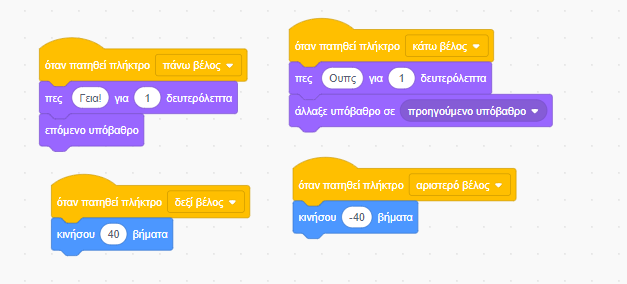 όταν πατηθεί πλήκτρο πάνω βέλος
πες Γεια! για 1 δευτερόλεπτα
επόμενο υπόβαθρο
όταν πατηθεί πλήκτρο κάτω βέλος
πες Ουπς για 1 δευτερόλεπτα
άλλαξε υπόβαθρο σε προηγούμενο υπόβαθρο
όταν πατηθεί πλήκτρο δεξί βέλος
κινήσου 40 βήματα
όταν πατηθεί πλήκτρο αριστερό βέλος
κινήσου -40 βήματα